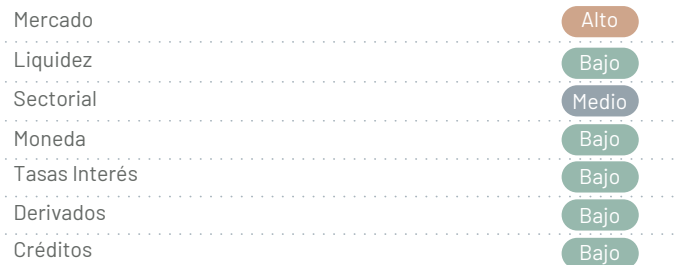 Mercado Alto
Liquidez Bajo
Sectorial Medio
Moneda Bajo
Tasas Interés Bajo
Derivados Bajo
Créditos Bajo